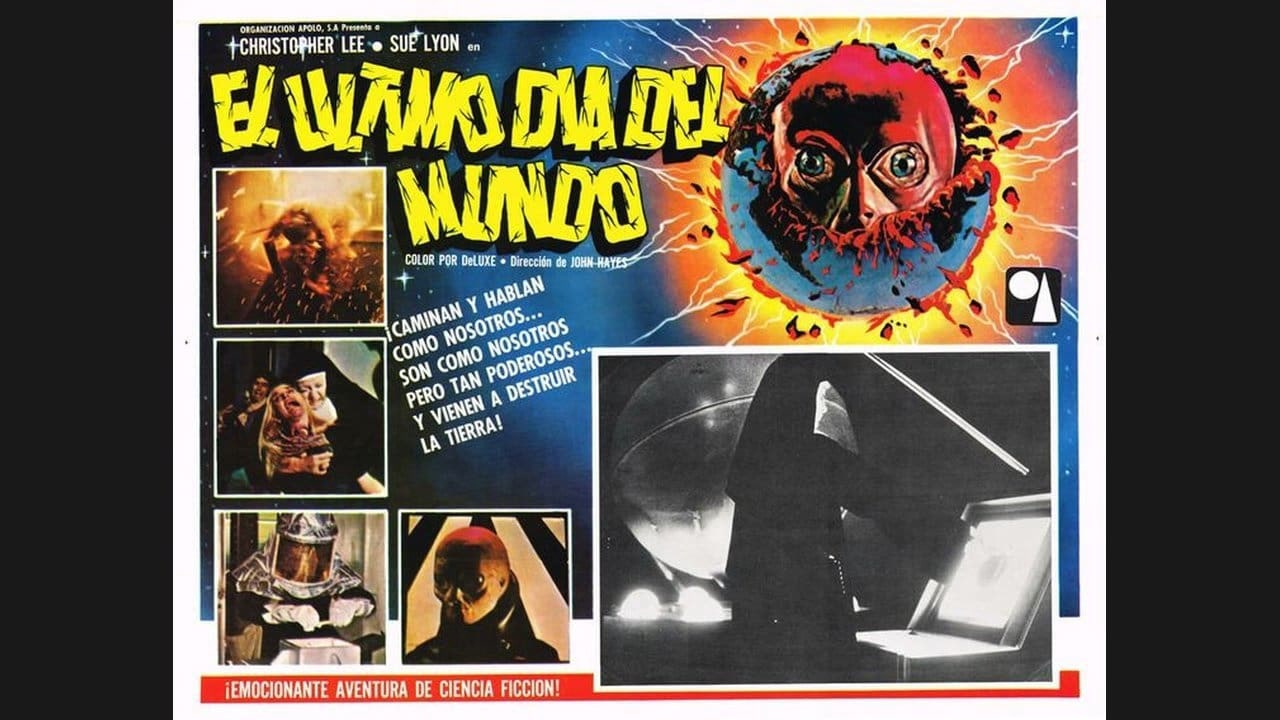 ORGANIZACION APOLO, S.A Presenta a
CHRISTOPHER LEE • SUE LYON en
EL ULTIMO DIA DEL
MUNDO
COLOR POR DeLUXE • Dirección de JOHN HAYES
¡CAMINAN Y HABLAN
COMO NOSOTROS...
SON COMO NOSOTROS
PERO TAN PODEROSOS...
Y VIENEN A DESTRUIR
LA TIERRA!
¡EMOCIONANTE AVENTURA DE CIENCIA FICCION!